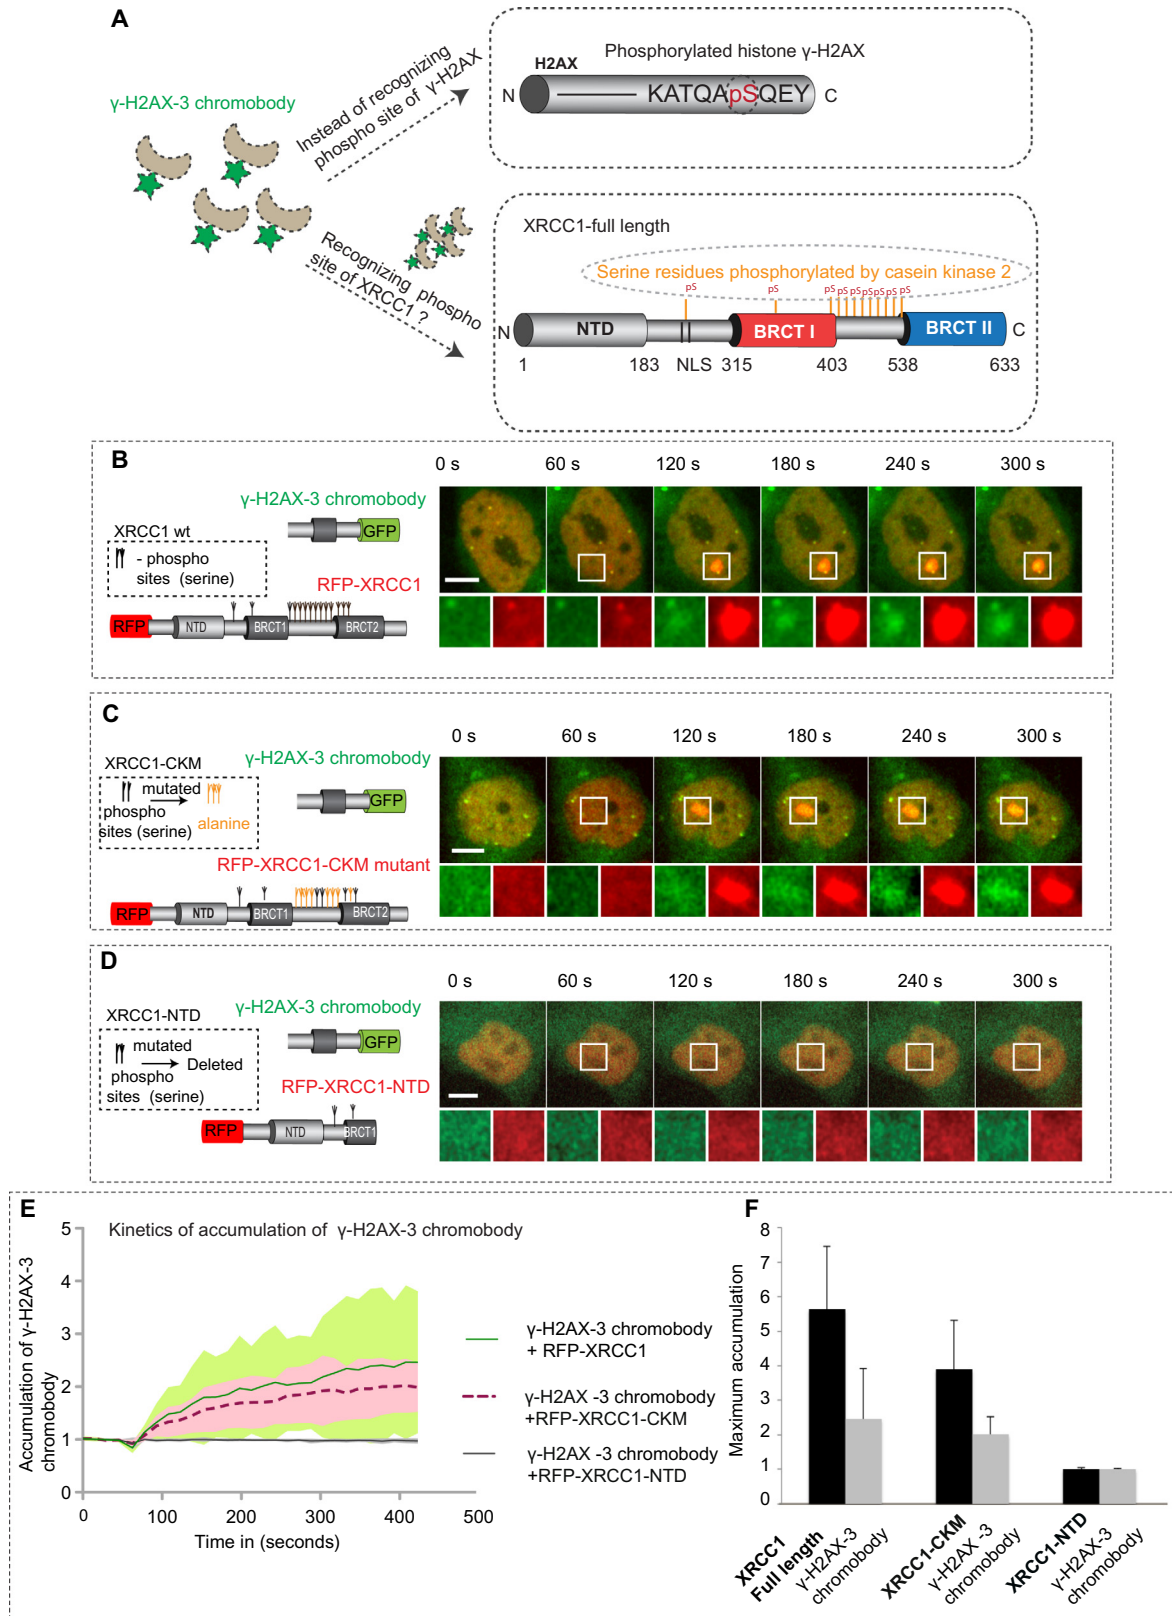 A
γ-H2AX-3 chromobody
Instead of recognizing
phospho site of γ-H2AX
Recognizing phospho
site of XRCC1 ?
Phosphorylated histone γ-H2AX
H2AX
N
KATQApSQEY
C
XRCC1-full length
Serine residues phosphorylated by casein kinase 2
pS pS pS pS pS pS pS pS pS pS
N NTD BRCT I BRCT II C
1 183 NLS 315 403 538 633
B
0 s 60 s 120 s 180 s 240 s 300 s
γ-H2AX-3 chromobody
GFP
XRCC1 wt
- phospho
sites (serine)
RFP-XRCC1
RFP NTD BRCT1 BRCT2
C
0 s 60 s 120 s 180 s 240 s 300 s
γ-H2AX-3 chromobody
GFP
XRCC1-CKM
mutated
phospho
sites (serine)
alanine
RFP-XRCC1-CKM mutant
RFP NTD BRCT1 BRCT2
D
0 s 60 s 120 s 180 s 240 s 300 s
γ-H2AX-3 chromobody
GFP
XRCC1-NTD
mutated
Deleted
phospho
sites (serine)
RFP-XRCC1-NTD
RFP NTD BRCT1
E
Kinetics of accumulation of γ-H2AX-3 chromobody
Accumulation of γ-H2AX-3
chromobody
5
4
3
2
1
0
0 100 200 300 400 500
Time in (seconds)
γ-H2AX-3 chromobody
+ RFP-XRCC1
γ-H2AX -3 chromobody
+RFP-XRCC1-CKM
γ-H2AX -3 chromobody
+RFP-XRCC1-NTD
F
Maximum accumulation
8
7
6
5
4
3
2
1
0
XRCC1
Full length
γ-H2AX-3
chromobody
XRCC1-CKM
γ-H2AX -3
chromobody
XRCC1-NTD
γ-H2AX-3
chromobody